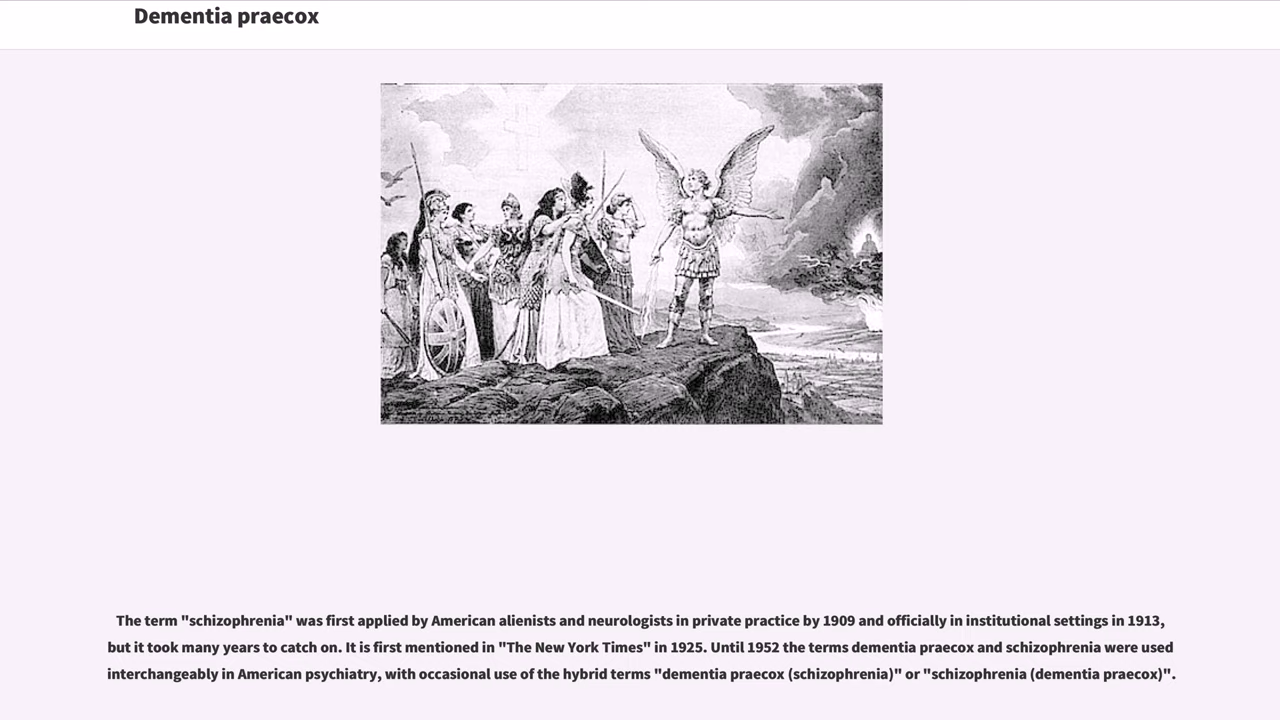 Dementia praecox
The term "schizophrenia" was first applied by American alienists and neurologists in private practice by 1909 and officially in institutional settings in 1913,
but it took many years to catch on. It is first mentioned in "The New York Times" in 1925. Until 1952 the terms dementia praecox and schizophrenia were used
interchangeably in American psychiatry, with occasional use of the hybrid terms "dementia praecox (schizophrenia)" or "schizophrenia (dementia praecox)".